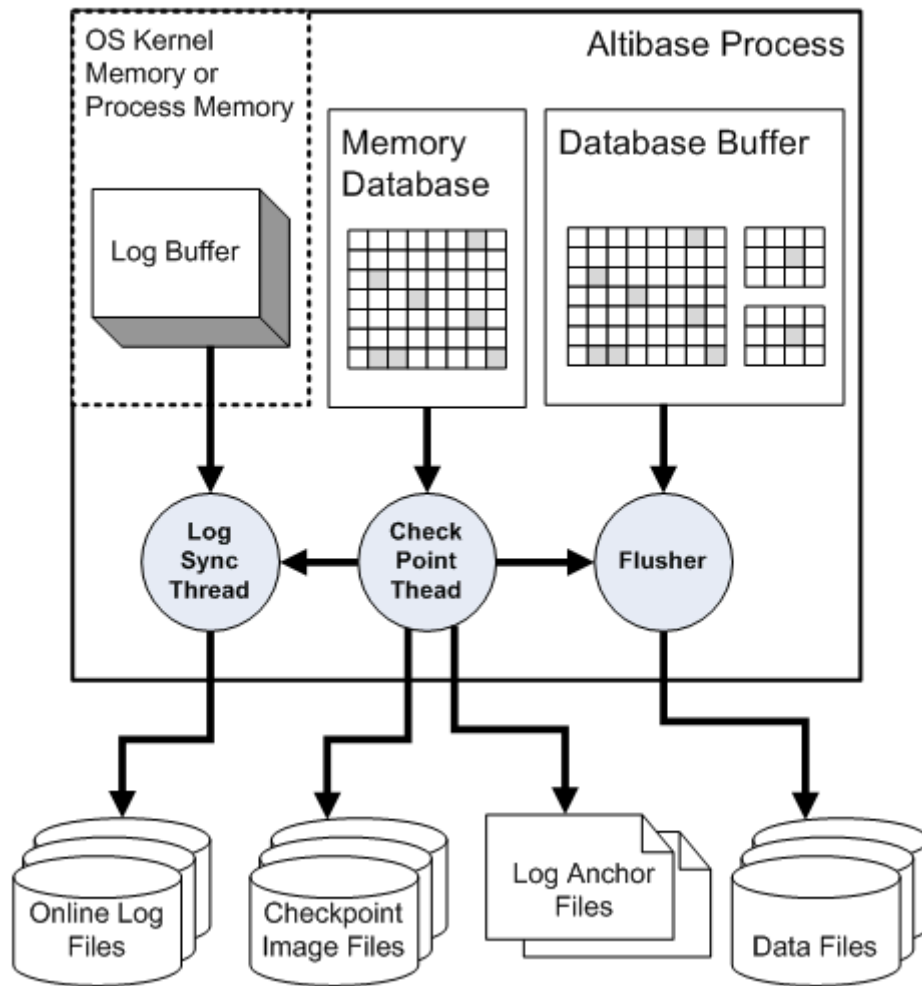 OS Kernel
Memory or
Process Memory
Altibase Process
Log Buffer
Memory
Database
Database Buffer
Log
Sync
Thread
Check
Point
Thead
Flusher
Online Log
Files
Checkpoint
Image Files
Log Anchor
Files
Data Files